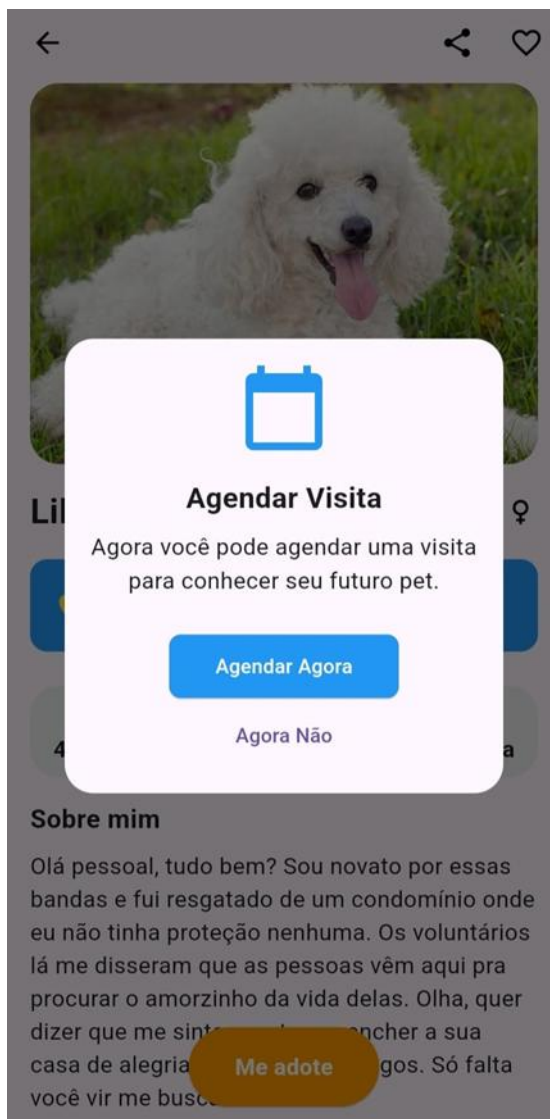 Agendar Visita
Agora você pode agendar uma visita
para conhecer seu futuro pet.
Agendar Agora
Agora Não
Sobre mim
Olá pessoal, tudo bem? Sou novato por essas
bandas e fui resgatado de um condomínio onde
eu não tinha proteção nenhuma. Os voluntários
lá me disseram que as pessoas vêm aqui pra
procurar o amorzinho da vida delas. Olha, quer
dizer que me encher a sua
casa de alegria Só falta
Me adote
você vir me